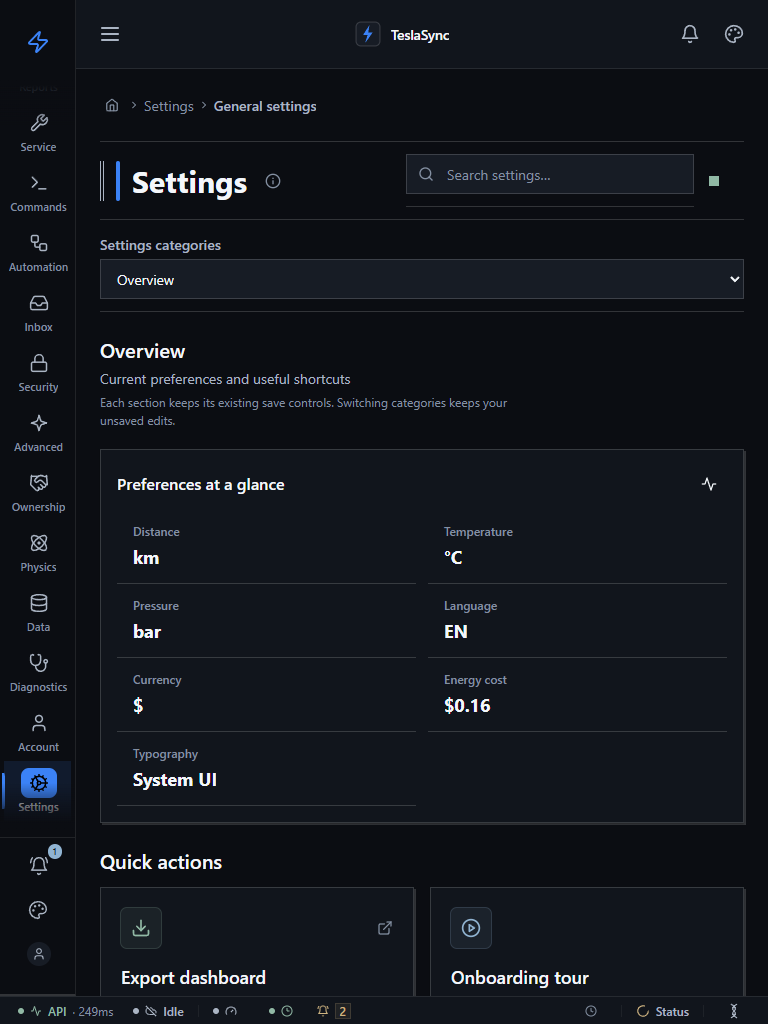 TeslaSync
Service
Commands
Automation
Inbox
Security
Advanced
Ownership
Physics
Data
Diagnostics
Account
Settings
1
Settings
General settings
Settings
Search settings...
Settings categories
Overview
Overview
Current preferences and useful shortcuts
Each section keeps its existing save controls. Switching categories keeps your
unsaved edits.
Preferences at a glance
Distance
km
Temperature
°C
Pressure
bar
Language
EN
Currency
$
Energy cost
$0.16
Typography
System UI
Quick actions
Export dashboard
Onboarding tour
API · 249ms
Idle
2
Status